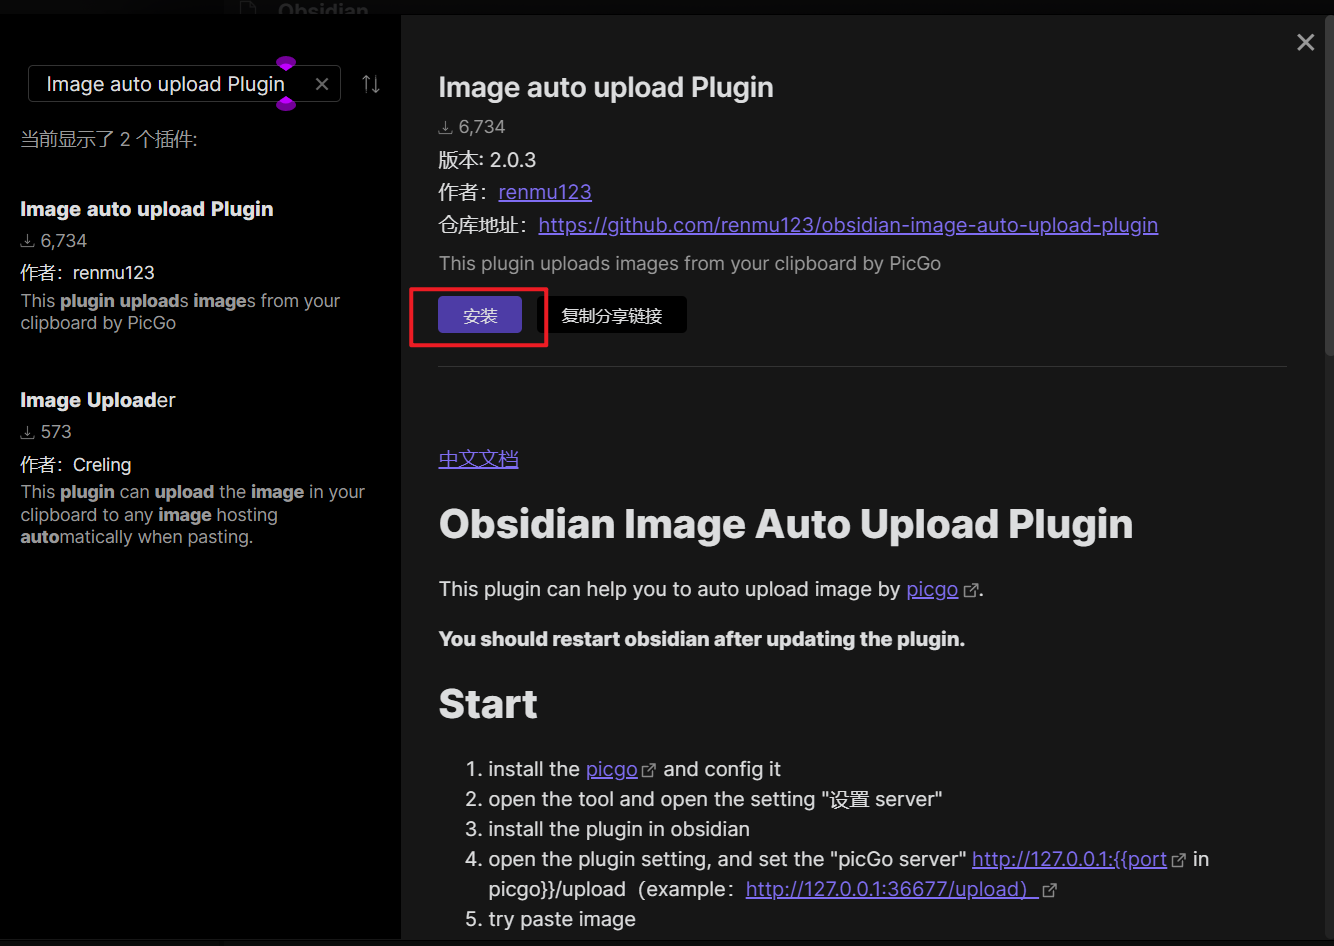 Obsidian
Image auto upload Plugin
当前显示了 2 个插件:
Image auto upload Plugin
6,734
作者：renmu123
This plugin uploads images from your
clipboard by PicGo
Image Uploader
573
作者：Creling
This plugin can upload the image in your
clipboard to any image hosting
automatically when pasting.
Image auto upload Plugin
6,734
版本: 2.0.3
作者：renmu123
仓库地址：https://github.com/renmu123/obsidian-image-auto-upload-plugin
This plugin uploads images from your clipboard by PicGo
安装 复制分享链接
中文文档
Obsidian Image Auto Upload Plugin
This plugin can help you to auto upload image by picgo.
You should restart obsidian after updating the plugin.
Start
1. install the picgo and config it
2. open the tool and open the setting "设置 server"
3. install the plugin in obsidian
4. open the plugin setting, and set the "picGo server" http://127.0.0.1:{{port in
picgo}}/upload（example：http://127.0.0.1:36677/upload）
5. try paste image